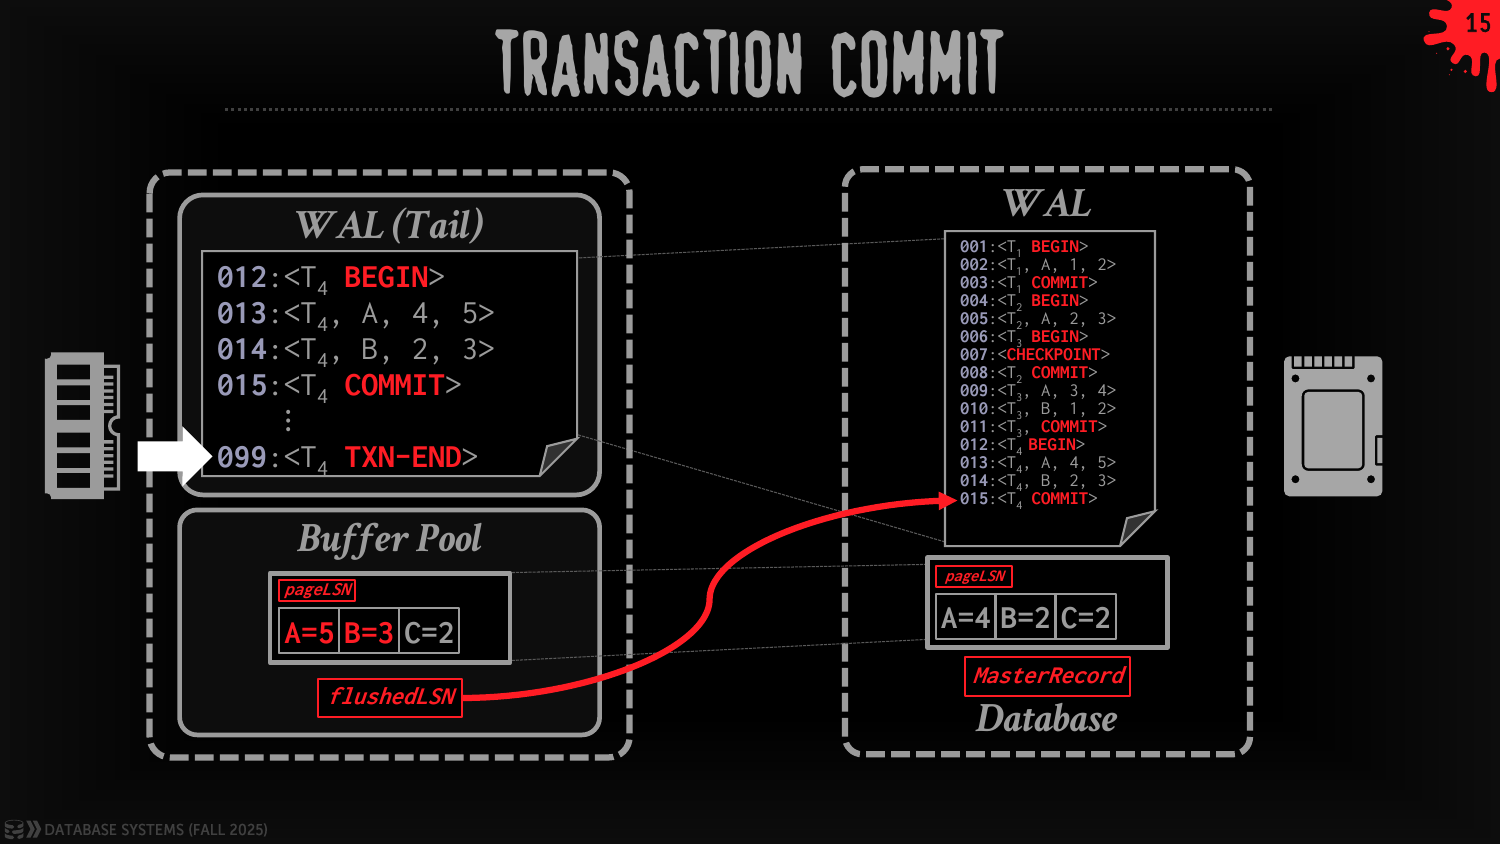 TRANSACTION COMMIT
15
WAL (Tail)
012:<T4 BEGIN>
013:<T4, A, 4, 5>
014:<T4, B, 2, 3>
015:<T4 COMMIT>
⋮
099:<T4 TXN-END>
Buffer Pool
pageLSN
A=5 B=3 C=2
flushedLSN
WAL
001:<T1 BEGIN>
002:<T1, A, 1, 2>
003:<T1 COMMIT>
004:<T2 BEGIN>
005:<T2, A, 2, 3>
006:<T3 BEGIN>
007:<CHECKPOINT>
008:<T2 COMMIT>
009:<T3, A, 3, 4>
010:<T3, B, 1, 2>
011:<T3, COMMIT>
012:<T4 BEGIN>
013:<T4, A, 4, 5>
014:<T4, B, 2, 3>
015:<T4 COMMIT>
pageLSN
A=4 B=2 C=2
MasterRecord
Database
DATABASE SYSTEMS (FALL 2025)